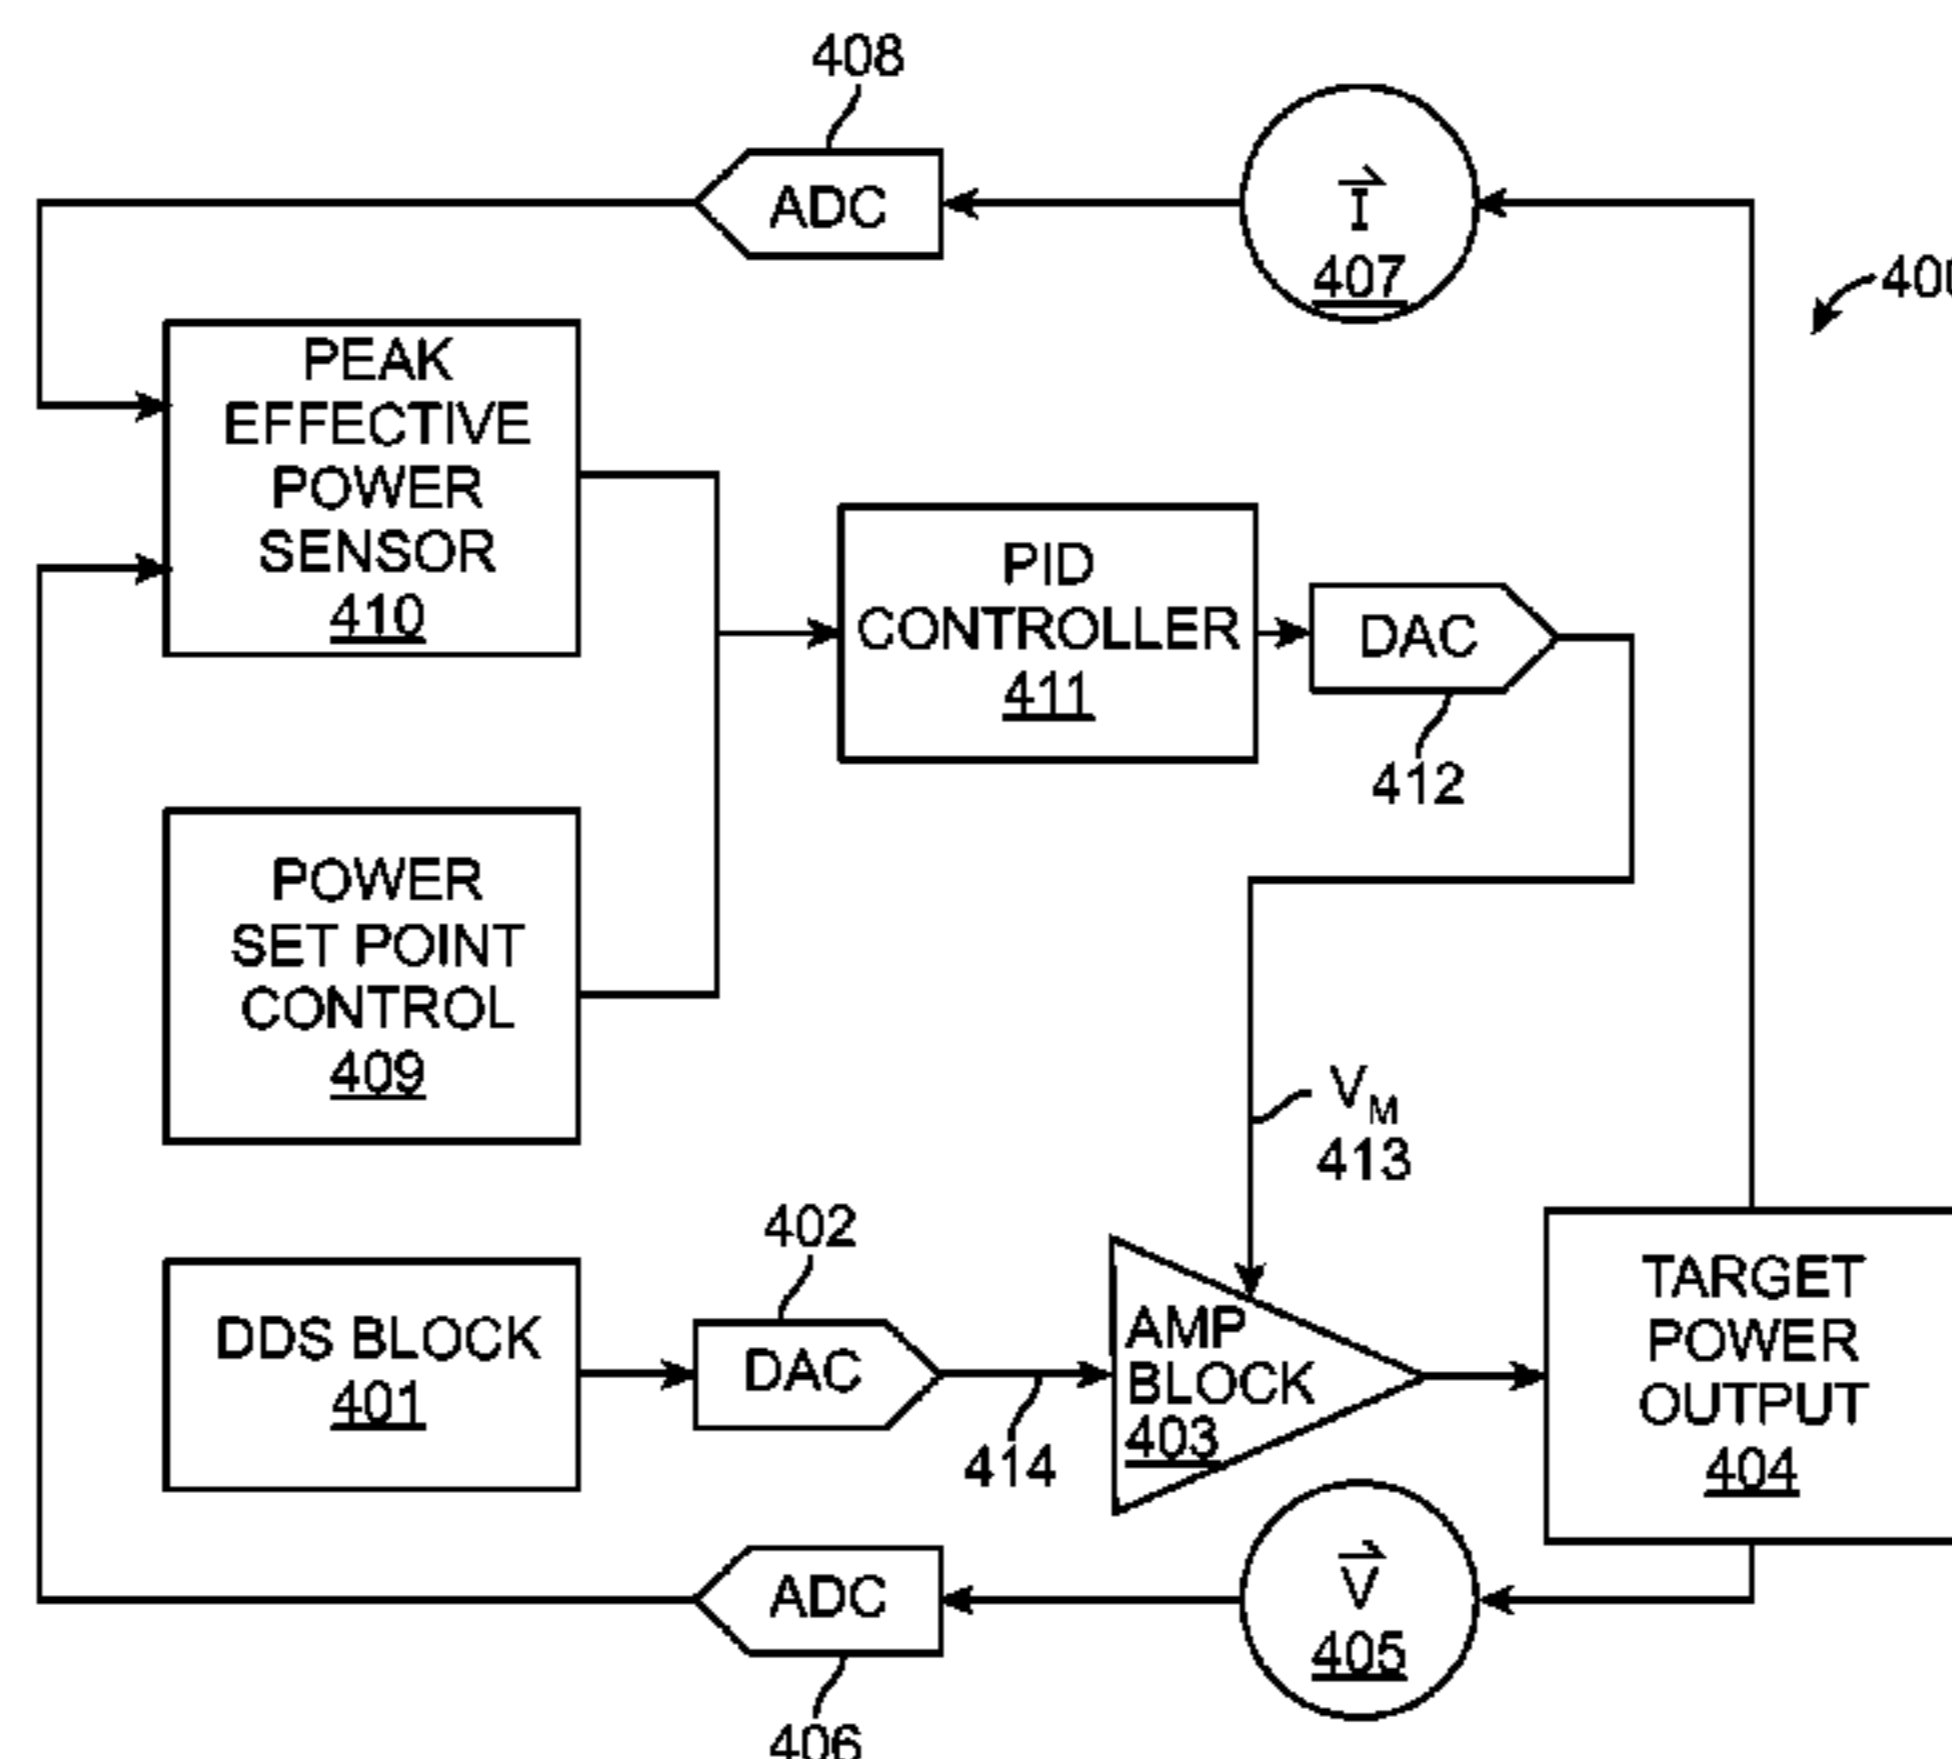 408
ADC
I
407
400
PEAK
EFFECTIVE
POWER
SENSOR
410
PID
CONTROLLER
411
DAC
412
POWER
SET POINT
CONTROL
409
VM
413
402
DDS BLOCK
401
DAC
414
AMP
BLOCK
403
TARGET
POWER
OUTPUT
404
ADC
V
405
406